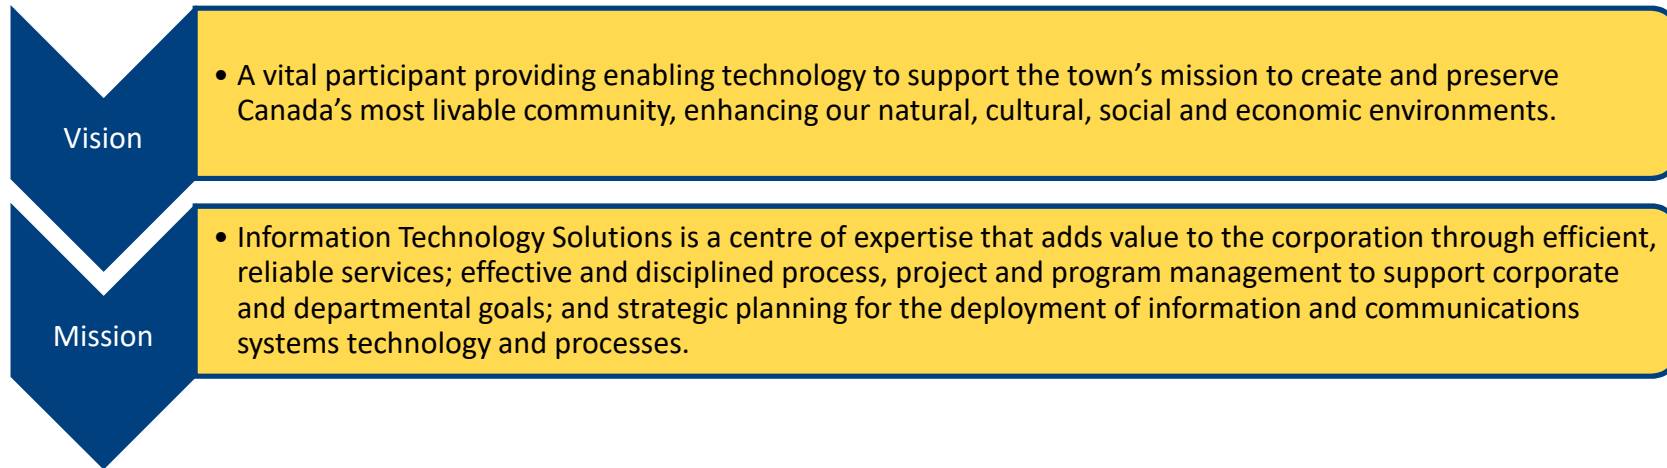 Vision
• A vital participant providing enabling technology to support the town’s mission to create and preserve
Canada’s most livable community, enhancing our natural, cultural, social and economic environments.
Mission
• Information Technology Solutions is a centre of expertise that adds value to the corporation through efficient,
reliable services; effective and disciplined process, project and program management to support corporate
and departmental goals; and strategic planning for the deployment of information and communications
systems technology and processes.